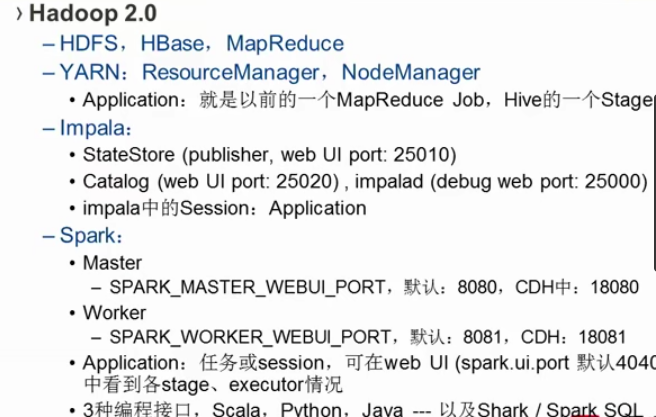 › Hadoop 2.0
– HDFS，HBase，MapReduce
– YARN：ResourceManager，NodeManager
• Application：就是以前的一个MapReduce Job，Hive的一个Stage
– Impala：
• StateStore (publisher, web UI port: 25010)
• Catalog (web UI port: 25020) , impalad (debug web port: 25000)
• impala中的Session：Application
– Spark：
• Master
– SPARK_MASTER_WEBUI_PORT，默认：8080，CDH中：18080
• Worker
– SPARK_WORKER_WEBUI_PORT，默认：8081，CDH：18081
• Application：任务或session，可在web UI (spark.ui.port 默认4040
中看到各stage、executor情况
• 3种编程接口，Scala，Python，Java --- 以及Shark / Spark SQL